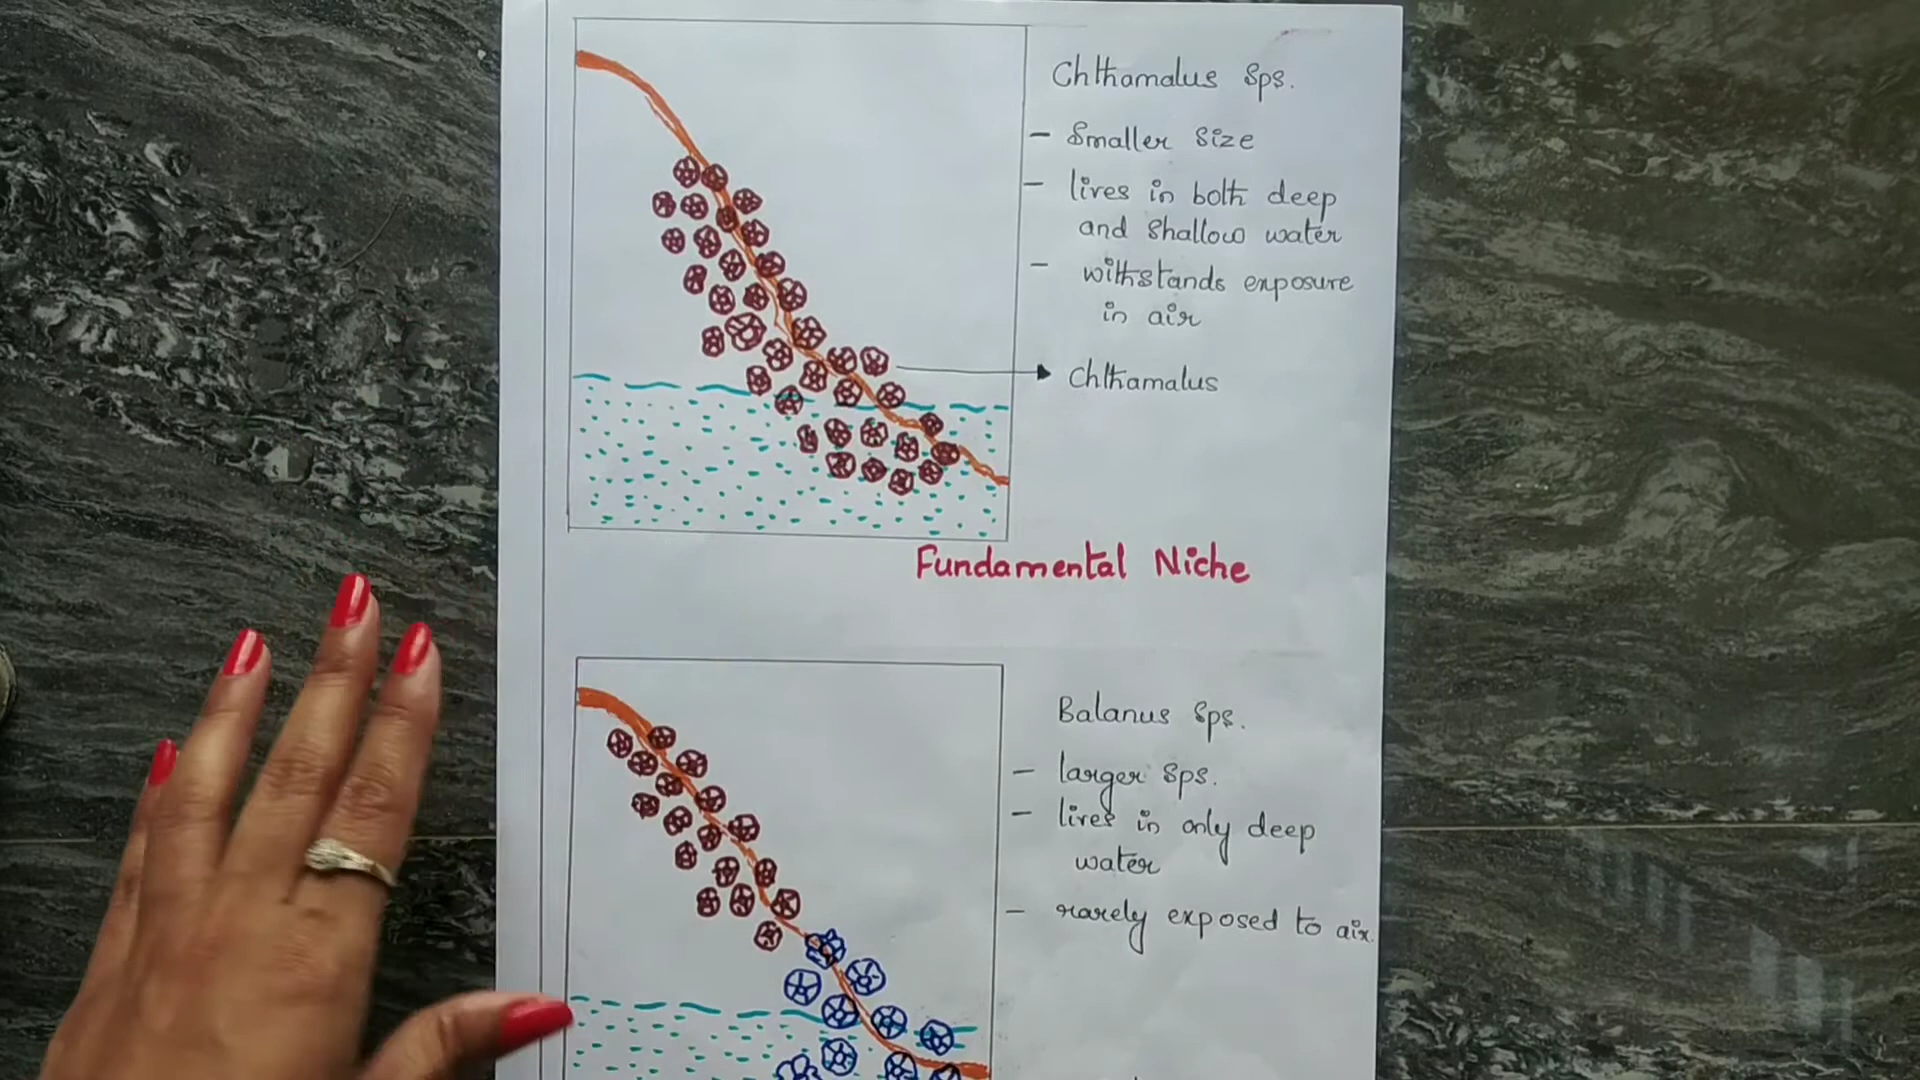 Chthamalus Sps.
- Smaller Size
- lives in both deep
and Shallow water
- withstands exposure
in air
Chthamalus
Fundamental Niche
Balanus Sps.
- larger Sps.
- lives in only deep
water
- rarely exposed to air.